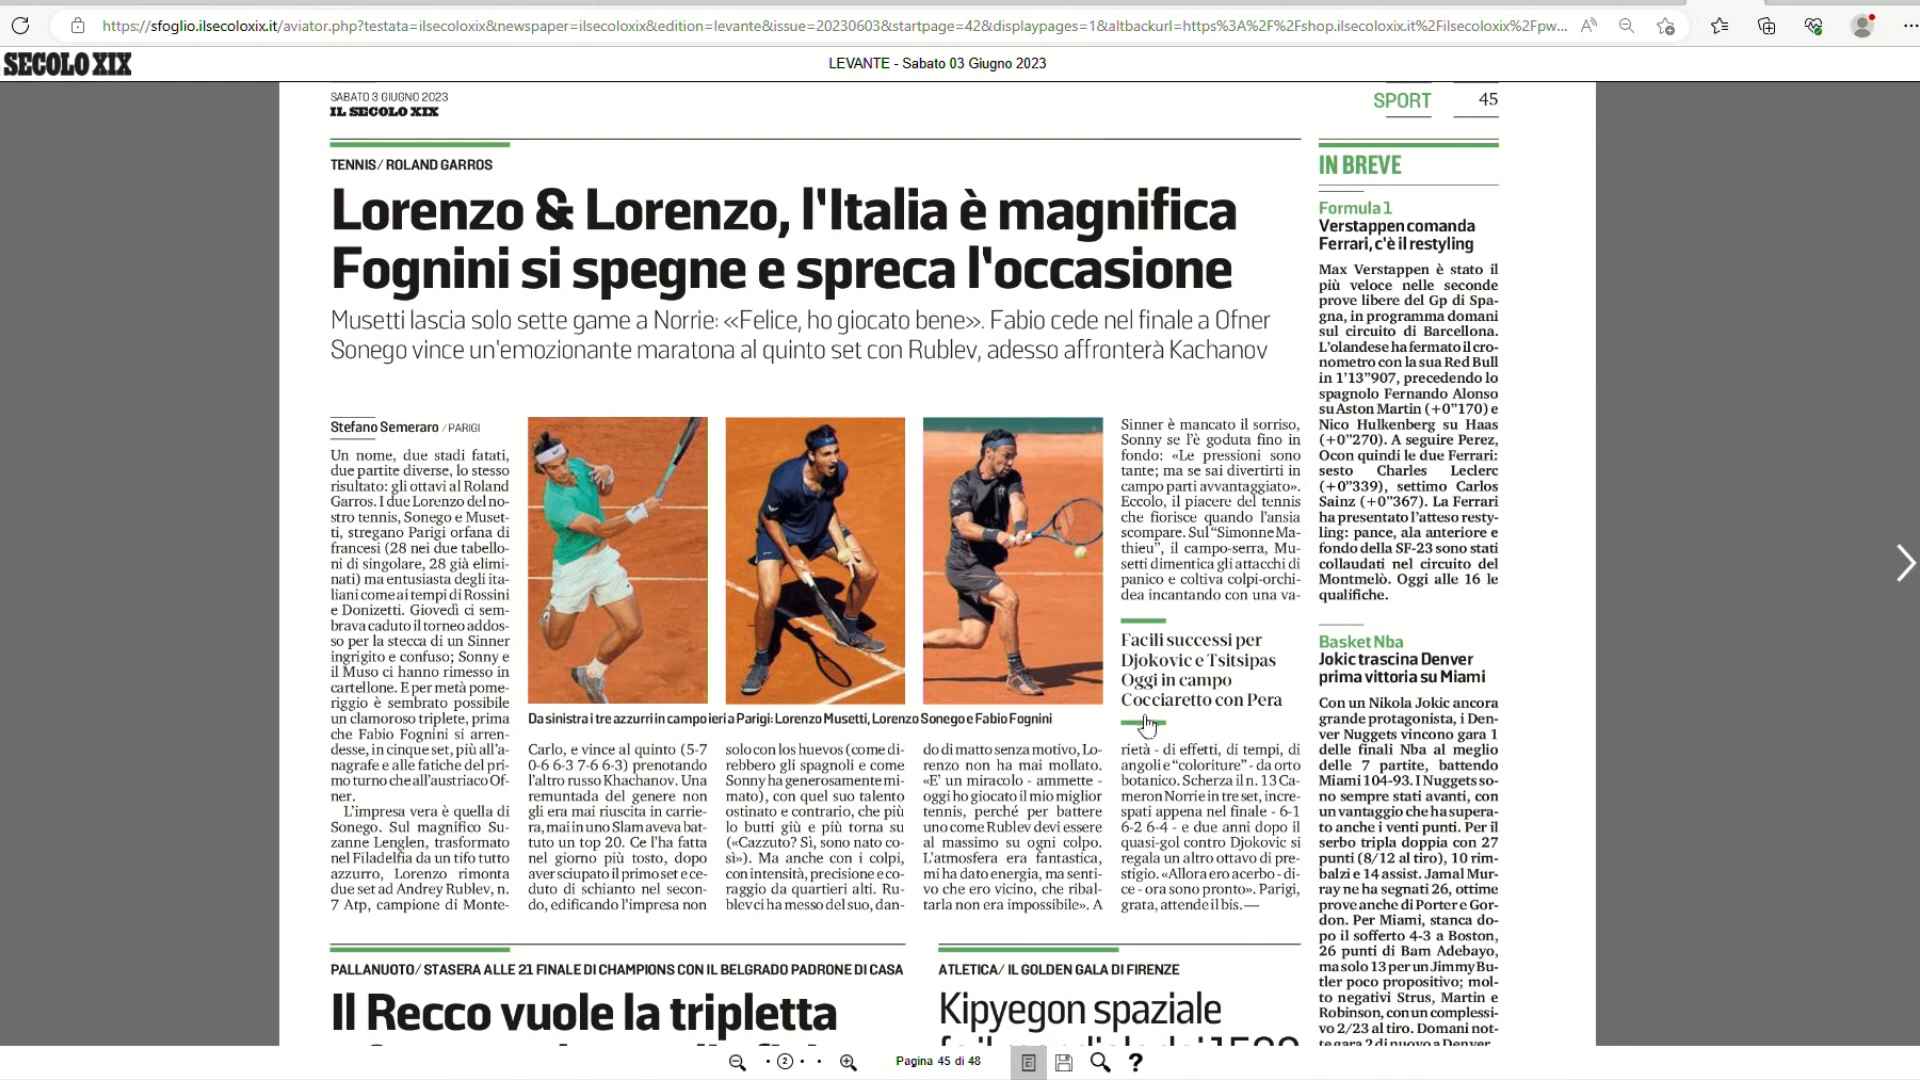 https://sfoglio.ilsecoloxix.it/aviator.php?testata=ilsecoloxix&newspaper=ilsecoloxix&edition=levante&issue=20230603&startpage=42&displaypages=1&altbackurl=https%3A%2F%2Fshop.ilsecoloxix.it%2Filsecoloxix%2Fpw...
SECOLO XIX
LEVANTE - Sabato 03 Giugno 2023
SABATO 3 GIUGNO 2023
IL SECOLO XIX
SPORT 45
TENNIS/ ROLAND GARROS
Lorenzo & Lorenzo, l'Italia è magnifica
Fognini si spegne e spreca l'occasione
Musetti lascia solo sette game a Norrie: «Felice, ho giocato bene». Fabio cede nel finale a Ofner
Sonego vince un'emozionante maratona al quinto set con Rublev, adesso affronterà Kachanov
Stefano Semeraro / PARIGI
Un nome, due stadi fatati,
due partite diverse, lo stesso
risultato: gli ottavi al Roland
Garros. I due Lorenzo del no-
stro tennis, Sonego e Muset-
ti, stregano Parigi orfana di
francesi (28 nei due tabello-
ni di singolare, 28 già elimi-
nati) ma entusiasta degli ita-
liani come ai tempi di Rossini
e Donizetti. Giovedì ci sem-
brava caduto il torneo addos-
so per la stecca di un Sinner
ingrigito e confuso; Sonny e
il Muso ci hanno rimesso in
cartellone. E per metà pome-
riggio è sembrato possibile
un clamoroso triplete, prima
che Fabio Fognini si arren-
desse, in cinque set, più all'a-
nagrafe e alle fatiche del pri-
mo turno che all'austriaco Of-
ner.
L'impresa vera è quella di
Sonego. Sul magnifico Su-
zanne Lenglen, trasformato
nel Filadelfia da un tifo tutto
azzurro, Lorenzo rimonta
due set ad Andrey Rublev, n.
7 Atp, campione di Monte-
Da sinistra i tre azzurri in campo ieri a Parigi: Lorenzo Musetti, Lorenzo Sonego e Fabio Fognini
Carlo, e vince al quinto (5-7
0-6 6-3 7-6 6-3) prenotando
l'altro russo Khachanov. Una
remuntada del genere non
gli era mai riuscita in carrie-
ra, mai in uno Slam aveva bat-
tuto un top 20. Ce l'ha fatta
nel giorno più tosto, dopo
aver sciupato il primo set e ce-
duto di schianto nel secon-
do, edificando l'impresa non
solo con los huevos (come di-
rebbero gli spagnoli e come
Sonny ha generosamente mi-
mato), con quel suo talento
ostinato e contrario, che più
lo butti giù e più torna su
(«Cazzuto? Sì, sono nato co-
sì»). Ma anche con i colpi,
con intensità, precisione e co-
raggio da quartieri alti. Ru-
blev ci ha messo del suo, dan-
do di matto senza motivo, Lo-
renzo non ha mai mollato.
«E' un miracolo - ammette -
oggi ho giocato il mio miglior
tennis, perché per battere
uno come Rublev devi essere
al massimo su ogni colpo.
L'atmosfera era fantastica,
mi ha dato energia, ma senti-
vo che ero vicino, che ribal-
tarla non era impossibile». A
Sinner è mancato il sorriso,
Sonny se l'è goduta fino in
fondo: «Le pressioni sono
tante; ma se sai divertirti in
campo parti avvantaggiato».
Eccolo, il piacere del tennis
che fiorisce quando l'ansia
scompare. Sul "Simonne Ma-
thieu", il campo-serra, Mu-
setti dimentica gli attacchi di
panico e coltiva colpi-orchi-
dea incantando con una va-
Facili successi per
Djokovic e Tsitsipas
Oggi in campo
Cocciaretto con Pera
rietà - di effetti, di tempi, di
angoli e "coloriture" - da orto
botanico. Scherza il n. 13 Ca-
meron Norrie in tre set, incre-
spati appena nel finale - 6-1
6-2 6-4 - e due anni dopo il
quasi-gol contro Djokovic si
regala un altro ottavo di pre-
stigio. «Allora ero acerbo - di-
ce - ora sono pronto». Parigi,
grata, attende il bis.—
IN BREVE
Formula 1
Verstappen comanda
Ferrari, c'è il restyling
Max Verstappen è stato il
più veloce nelle seconde
prove libere del Gp di Spa-
gna, in programma domani
sul circuito di Barcellona.
L'olandese ha fermato il cro-
nometro con la sua Red Bull
in 1'13"907, precedendo lo
spagnolo Fernando Alonso
su Aston Martin (+0"170) e
Nico Hulkenberg su Haas
(+0"270). A seguire Perez,
Ocon quindi le due Ferrari:
sesto Charles Leclerc
(+0"339), settimo Carlos
Sainz (+0"367). La Ferrari
ha presentato l'atteso resty-
ling: pance, ala anteriore e
fondo della SF-23 sono stati
collaudati nel circuito del
Montmelò. Oggi alle 16 le
qualifiche.
Basket Nba
Jokic trascina Denver
prima vittoria su Miami
Con un Nikola Jokic ancora
grande protagonista, i Den-
ver Nuggets vincono gara 1
delle finali Nba al meglio
delle 7 partite, battendo
Miami 104-93. I Nuggets so-
no sempre stati avanti, con
un vantaggio che ha supera-
to anche i venti punti. Per il
serbo tripla doppia con 27
punti (8/12 al tiro), 10 rim-
balzi e 14 assist. Jamal Mur-
ray ne ha segnati 26, ottime
prove anche di Porter e Gor-
don. Per Miami, stanca do-
po il sofferto 4-3 a Boston,
26 punti di Bam Adebayo,
ma solo 13 per un Jimmy Bu-
tler poco propositivo; mol-
to negativi Strus, Martin e
Robinson, con un complessi-
vo 2/23 al tiro. Domani not-
te gara 2 di nuovo a Denver.
PALLANUOTO/ STASERA ALLE 21 FINALE DI CHAMPIONS CON IL BELGRADO PADRONE DI CASA
Il Recco vuole la tripletta
ATLETICA/ IL GOLDEN GALA DI FIRENZE
Kipyegon spaziale
2
Pagina 45 di 48
?